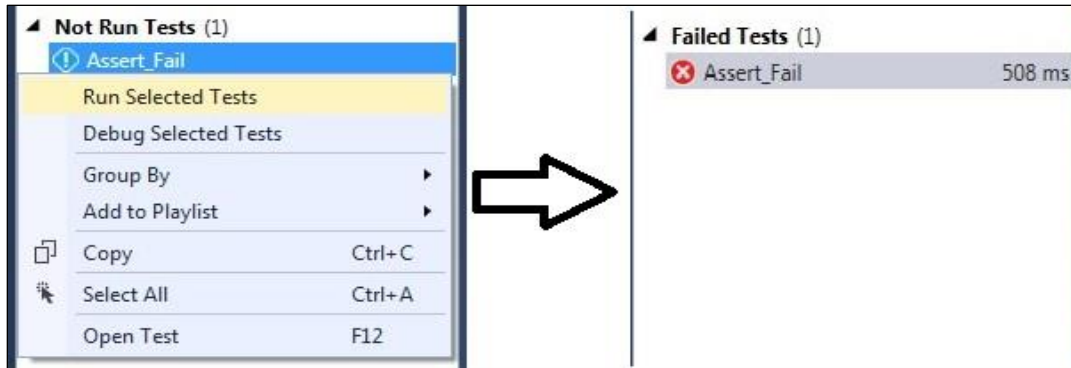 Not Run Tests (1)
Assert_Fail
Run Selected Tests
Debug Selected Tests
Group By
Add to Playlist
Copy Ctrl+C
Select All Ctrl+A
Open Test F12
Failed Tests (1)
Assert_Fail 508 ms